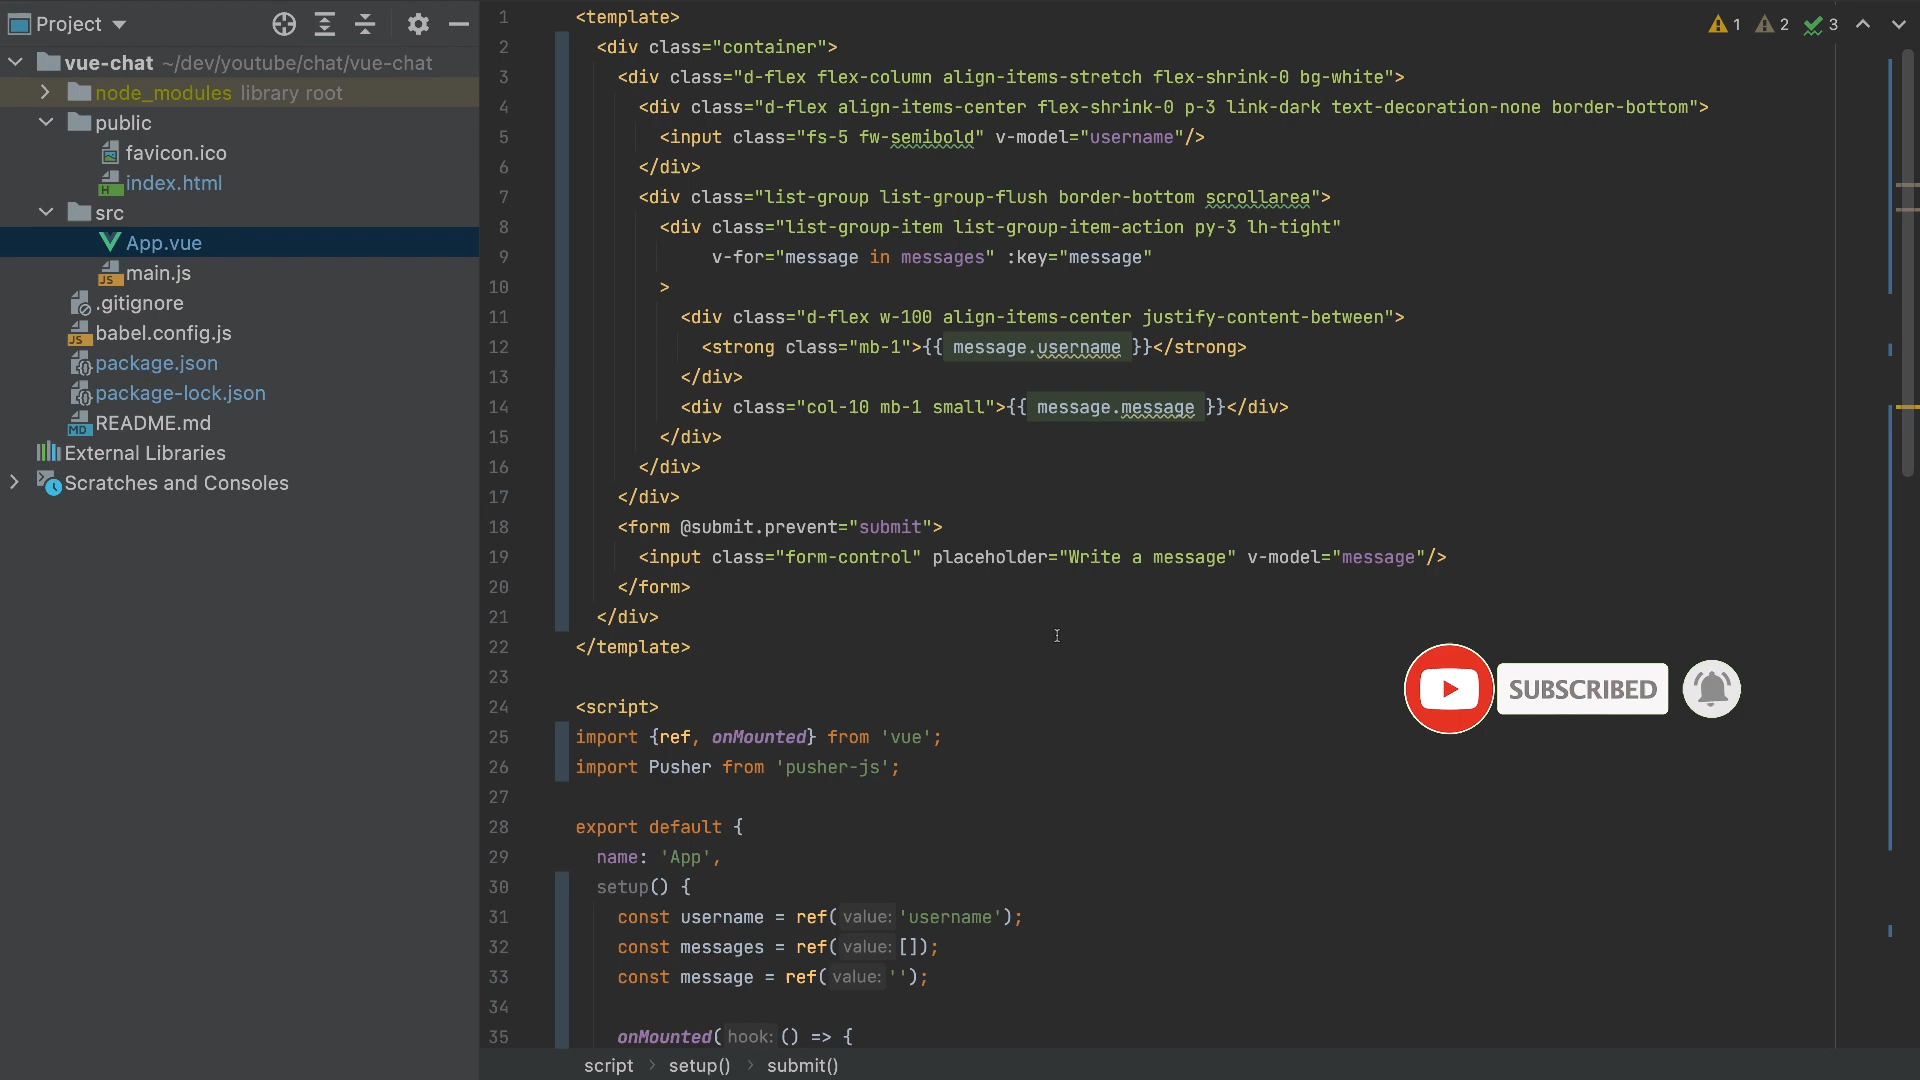 Project
vue-chat ~/dev/youtube/chat/vue-chat
node_modules library root
public
favicon.ico
index.html
src
App.vue
main.js
.gitignore
babel.config.js
package.json
package-lock.json
README.md
External Libraries
Scratches and Consoles
1 2 3
1 <template>
2 <div class="container">
3 <div class="d-flex flex-column align-items-stretch flex-shrink-0 bg-white">
4 <div class="d-flex align-items-center flex-shrink-0 p-3 link-dark text-decoration-none border-bottom">
5 <input class="fs-5 fw-semibold" v-model="username"/>
6 </div>
7 <div class="list-group list-group-flush border-bottom scrollarea">
8 <div class="list-group-item list-group-item-action py-3 lh-tight"
9 v-for="message in messages" :key="message"
10 >
11 <div class="d-flex w-100 align-items-center justify-content-between">
12 <strong class="mb-1">{{ message.username }}</strong>
13 </div>
14 <div class="col-10 mb-1 small">{{ message.message }}</div>
15 </div>
16 </div>
17 </div>
18 <form @submit.prevent="submit">
19 <input class="form-control" placeholder="Write a message" v-model="message"/>
20 </form>
21 </div>
22 </template>
23
24 <script>
25 import {ref, onMounted} from 'vue';
26 import Pusher from 'pusher-js';
27
28 export default {
29 name: 'App',
30 setup() {
31 const username = ref( value: 'username');
32 const messages = ref( value: []);
33 const message = ref( value: '');
34
35 onMounted( hook: () => {
SUBSCRIBED
script > setup() > submit()